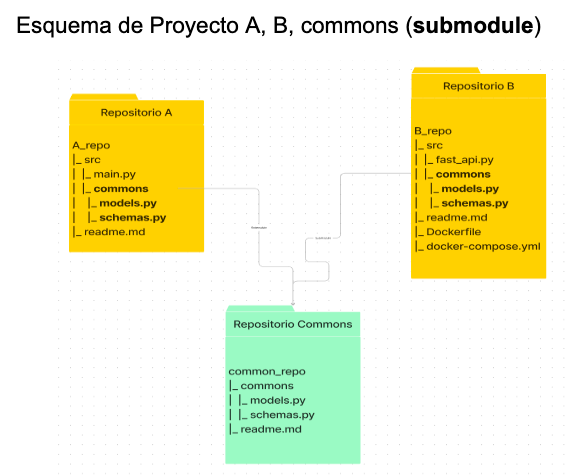 Esquema de Proyecto A, B, commons (submodule)
Repositorio A
A_repo
|_ src
| |_ main.py
| |_ commons
| |_ models.py
| |_ schemas.py
|_ readme.md
Repositorio B
B_repo
|_ src
| |_ fast_api.py
| |_ commons
| |_ models.py
| |_ schemas.py
|_ readme.md
|_ Dockerfile
|_ docker-compose.yml
submodule
Repositorio Commons
common_repo
|_ commons
| |_ models.py
| |_ schemas.py
|_ readme.md